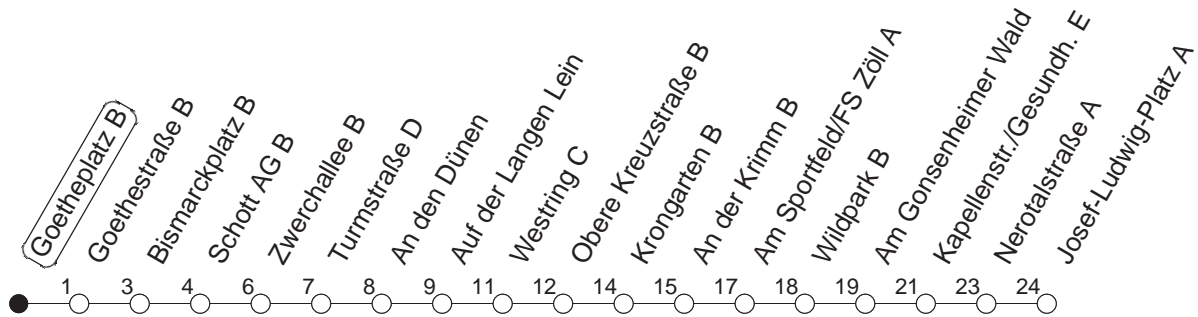 Goetheplatz B
Goethestraße B
Bismarckplatz B
Schott AG B
Zwerchallee B
Turmstraße D
An den Dünen
Auf der Langen Lein
Westring C
Obere Kreuzstraße B
Krongarten B
An der Krimm B
Am Sportfeld/FS Zöll A
Wildpark B
Am Gonsenheimer Wald
Kapellenstr./Gesundh. E
Nerotalstraße A
Josef-Ludwig-Platz A
1 3 4 6 7 8 9 11 12 14 15 17 18 19 21 23 24